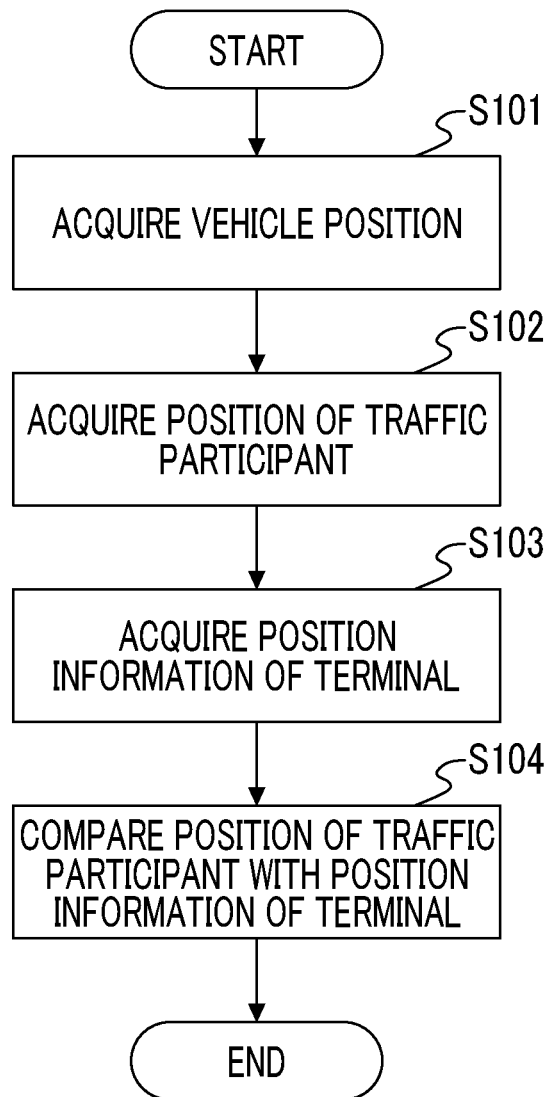 START
S101
ACQUIRE VEHICLE POSITION
S102
ACQUIRE POSITION OF TRAFFIC
PARTICIPANT
S103
ACQUIRE POSITION
INFORMATION OF TERMINAL
S104
COMPARE POSITION OF TRAFFIC
PARTICIPANT WITH POSITION
INFORMATION OF TERMINAL
END